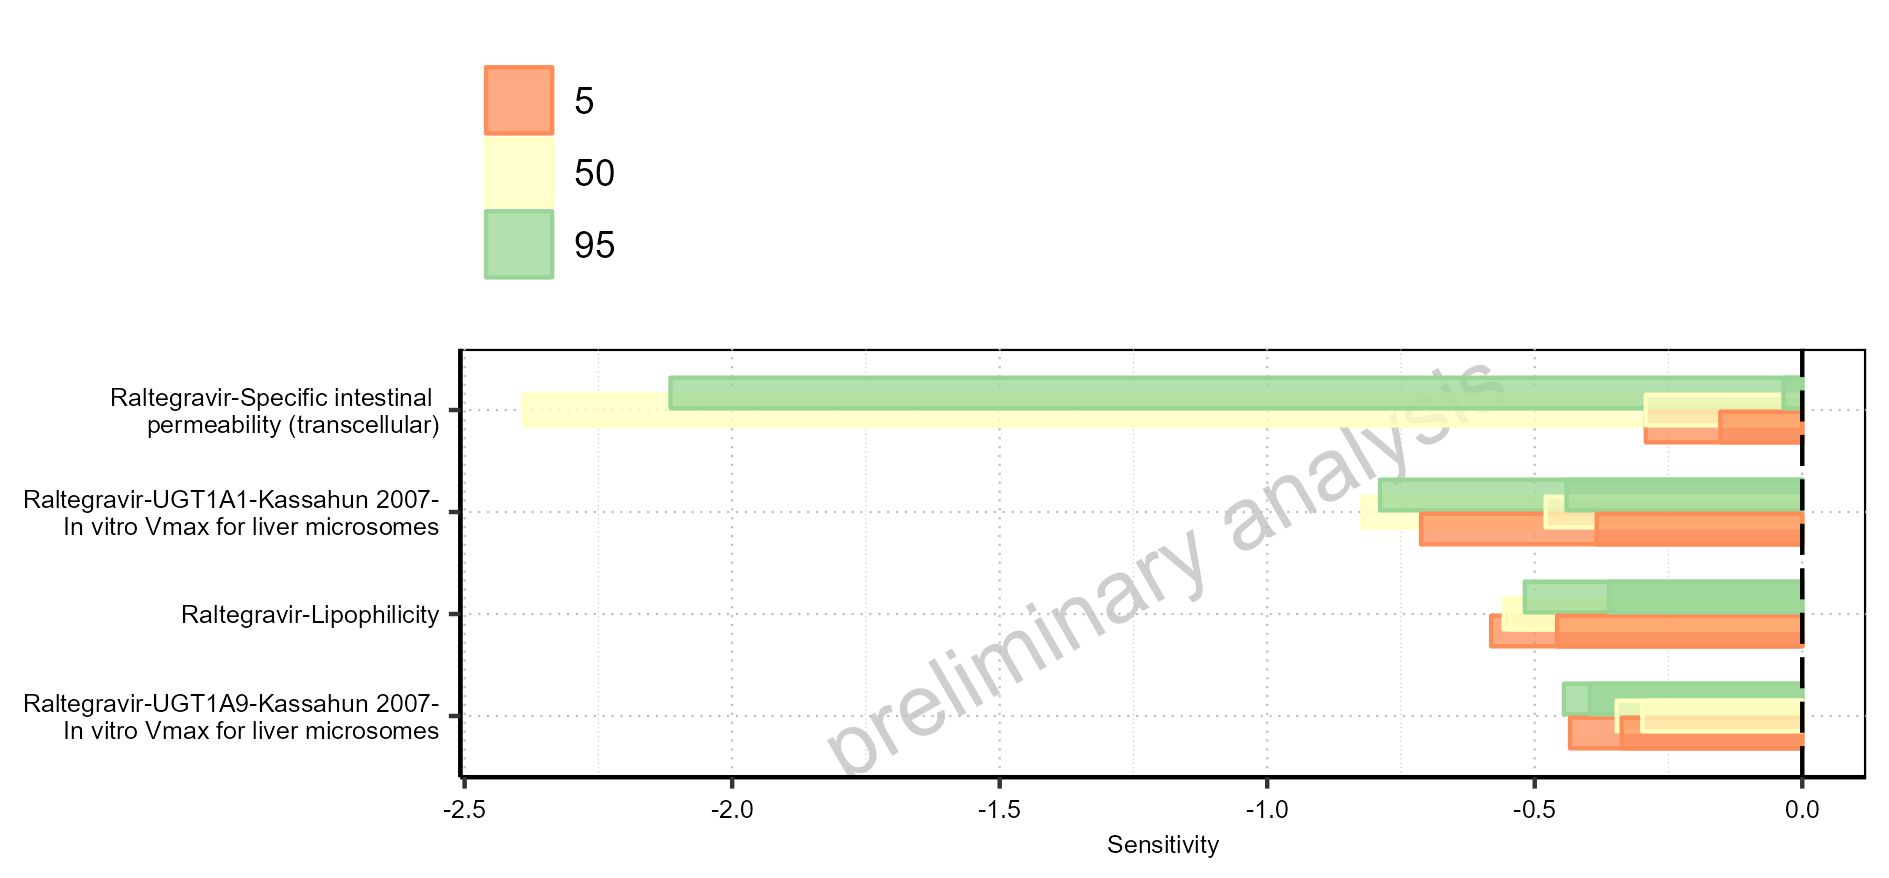 5
50
95
Raltegravir-Specific intestinal
permeability (transcellular)
Raltegravir-UGT1A1-Kassahun 2007-
In vitro Vmax for liver microsomes
Raltegravir-Lipophilicity
Raltegravir-UGT1A9-Kassahun 2007-
In vitro Vmax for liver microsomes
preliminary analysis
-2.5 -2.0 -1.5 -1.0 -0.5 0.0
Sensitivity